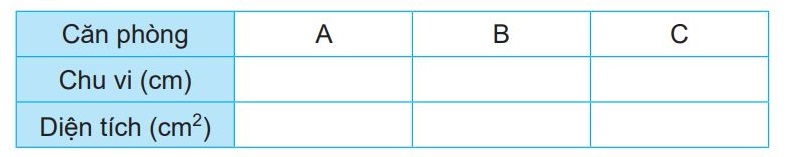 Căn phòng A B C
Chu vi (cm)
Diện tích (cm²)